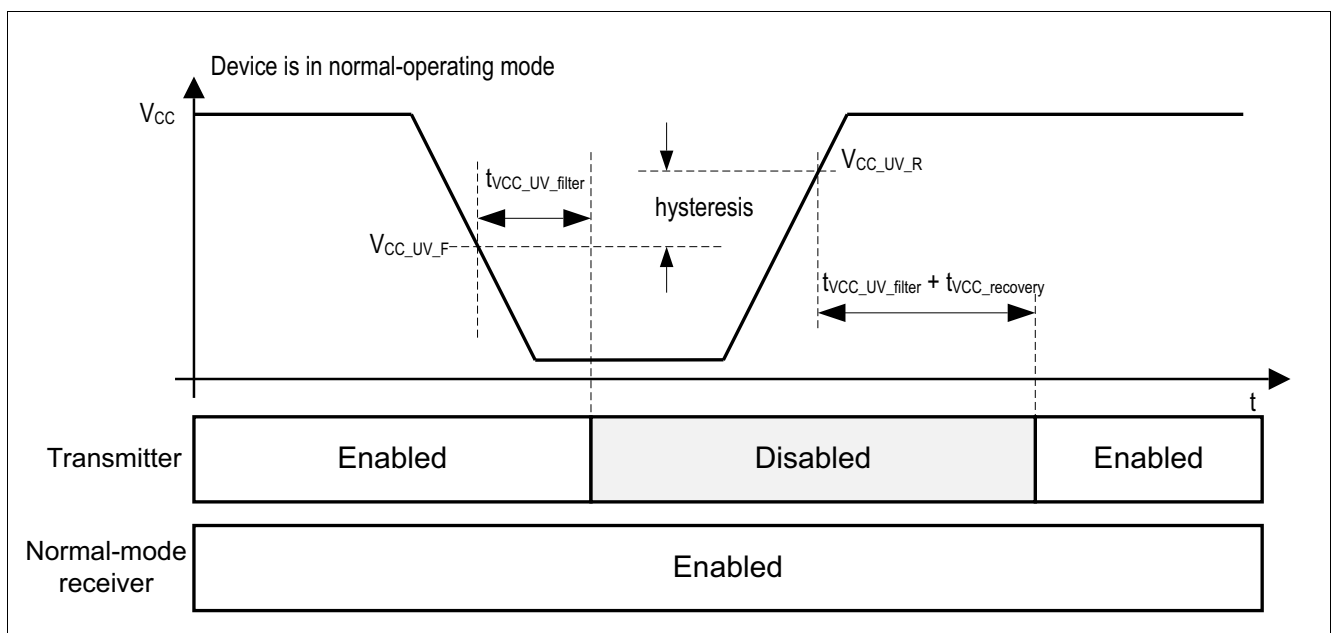 Device is in normal-operating mode
VCC
tVCC_UV_filter
VCC_UV_R
hysteresis
VCC_UV_F
tVCC_UV_filter + tVCC_recovery
t
Transmitter
Enabled
Disabled
Enabled
Normal-mode
receiver
Enabled